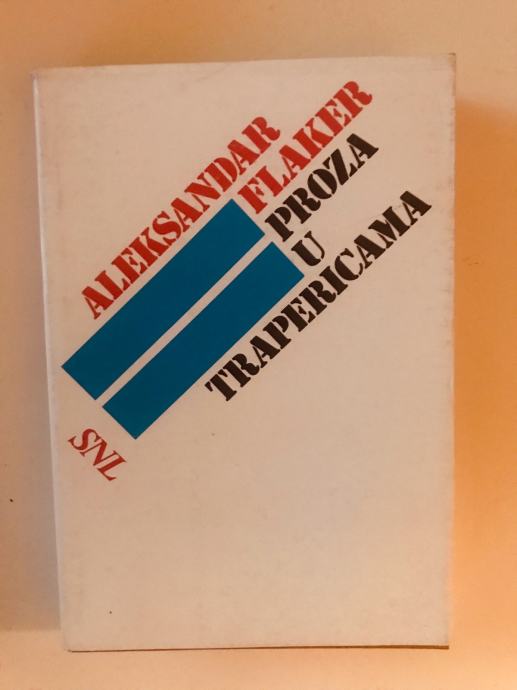 ALEKSANDAR
FLAKER
PROZA
U
TRAPERICAMA
SNL